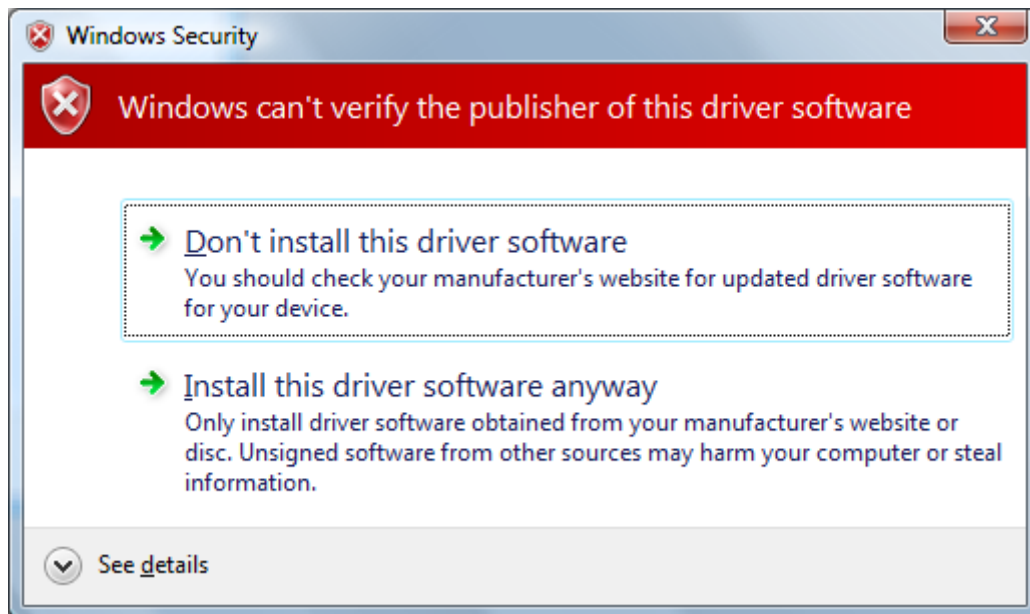 Windows Security
Windows can't verify the publisher of this driver software
Don't install this driver software
You should check your manufacturer's website for updated driver software
for your device.
Install this driver software anyway
Only install driver software obtained from your manufacturer's website or
disc. Unsigned software from other sources may harm your computer or steal
information.
See details